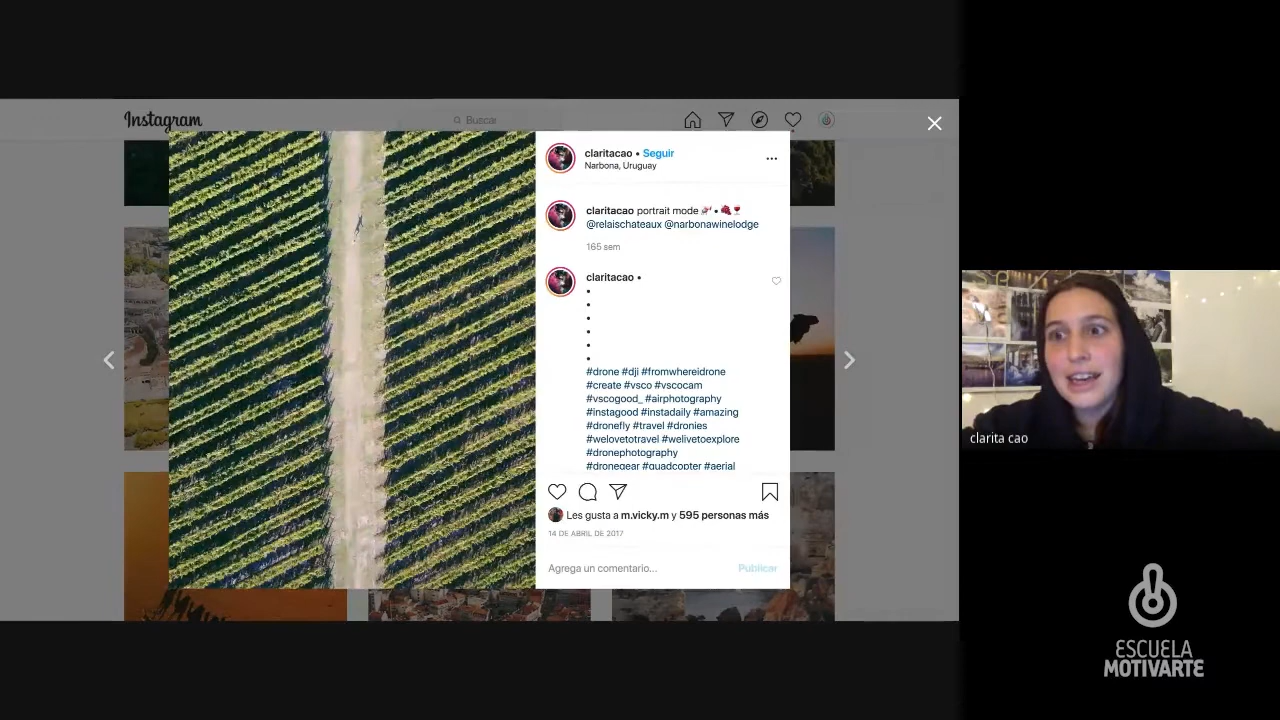 Instagram
Buscar
claritacao • Seguir
Narbona, Uruguay
claritacao portrait mode 
@relaischateaux @narbonawinelodge
165 sem
claritacao •
•
•
•
•
•
•
#drone #dji #fromwhereidrone
#create #vsco #vscocam
#vscogood_ #airphotography
#instagood #instadaily #amazing
#dronefly #travel #dronies
#welovetotravel #welivetoexplore
#dronephotography
#dronegear #quadcopter #aerial
Les gusta a m.vicky.m y 595 personas más
14 DE ABRIL DE 2017
Agrega un comentario...
Publicar
clarita cao
ESCUELA
MOTIVARTE